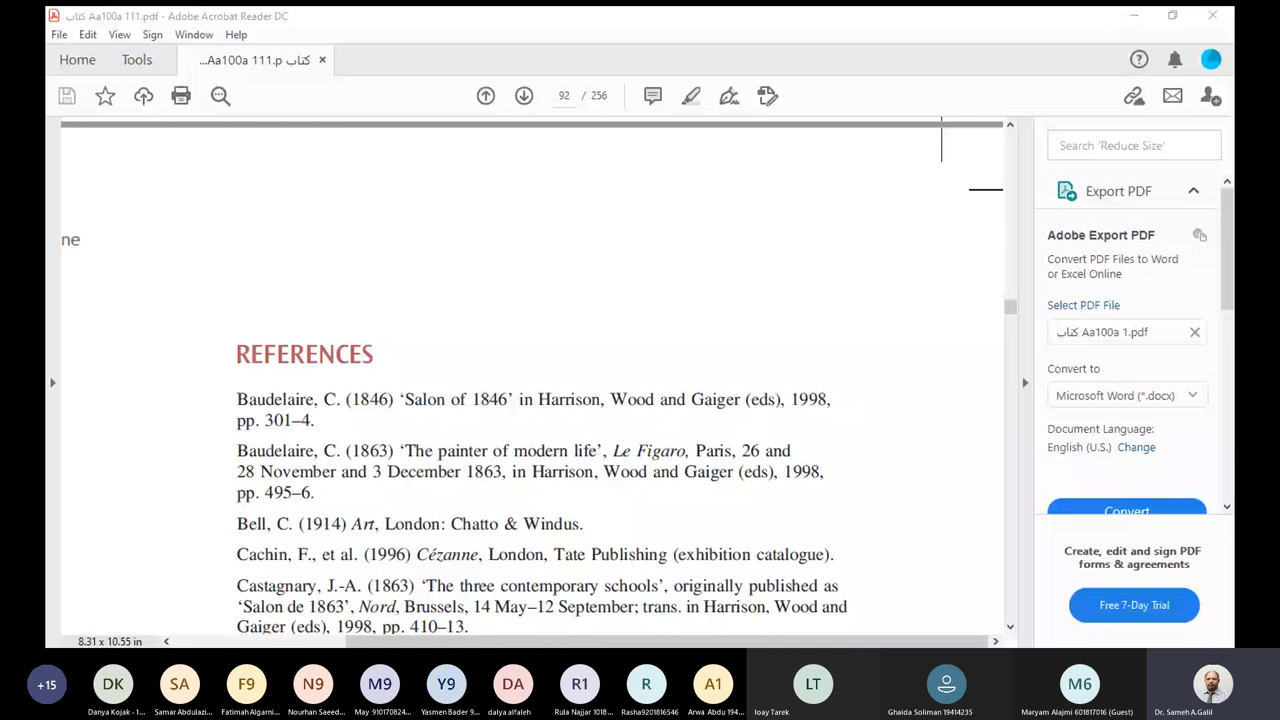 كتاب Aa100a 111.pdf - Adobe Acrobat Reader DC
File Edit View Sign Window Help
Home Tools كتاب Aa100a 111.p... ×
92 / 256
ne
REFERENCES
Baudelaire, C. (1846) ‘Salon of 1846’ in Harrison, Wood and Gaiger (eds), 1998,
pp. 301–4.
Baudelaire, C. (1863) ‘The painter of modern life’, Le Figaro, Paris, 26 and
28 November and 3 December 1863, in Harrison, Wood and Gaiger (eds), 1998,
pp. 495–6.
Bell, C. (1914) Art, London: Chatto & Windus.
Cachin, F., et al. (1996) Cézanne, London, Tate Publishing (exhibition catalogue).
Castagnary, J.-A. (1863) ‘The three contemporary schools’, originally published as
‘Salon de 1863’, Nord, Brussels, 14 May–12 September; trans. in Harrison, Wood and
Gaiger (eds), 1998, pp. 410–13.
8.31 x 10.55 in
Search 'Reduce Size'
Export PDF
Adobe Export PDF
Convert PDF Files to Word
or Excel Online
Select PDF File
كتاب Aa100a 1.pdf
Convert to
Microsoft Word (*.docx)
Document Language:
English (U.S.) Change
Convert
Create, edit and sign PDF
forms & agreements
Free 7-Day Trial
+15 DK SA F9 N9 M9 Y9 DA R1 R A1 LT M6
Danya Kojak - 1... Samar Abdulazi... Fatimah Algarni... Nourhan Saeed... May 910170824... Yasmen Bader 9... dalya alfaleh Rula Najjar 1018... Rasha9201816546 Arwa Abdu 194... loay Tarek Ghaida Soliman 19414235 Maryam Alajmi 601817016 (Guest) Dr. Sameh A.Galil